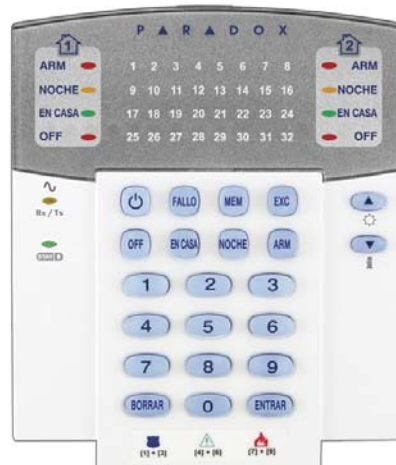 PARADOX
1 2
ARM 1 2 3 4 5 6 7 8 ARM
NOCHE 9 10 11 12 13 14 15 16 NOCHE
EN CASA 17 18 19 20 21 22 23 24 EN CASA
OFF 25 26 27 28 29 30 31 32 OFF
FALLO MEM EXC
Rx / Tx
OFF EN CASA NOCHE ARM
STAY D
i
1 2 3
4 5 6
7 8 9
BORRAR 0 ENTRAR
[1] + [3] [4] + [6] [7] + [9]